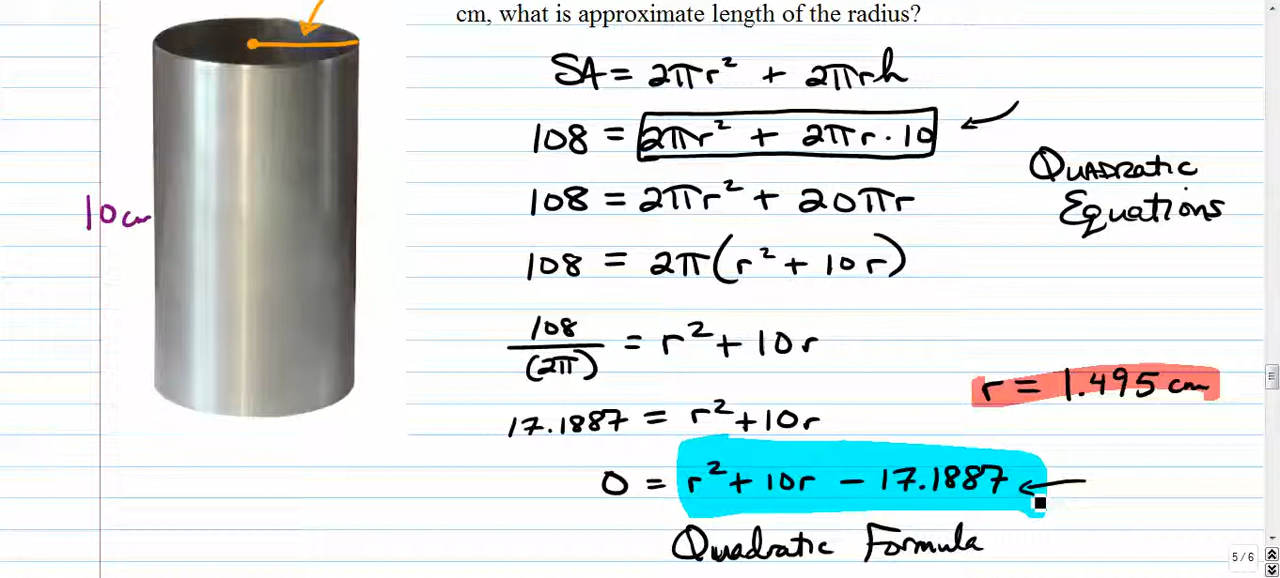 cm, what is approximate length of the radius?
SA = 2πr² + 2πrh
108 = 2πr² + 2πr · 10
108 = 2πr² + 20πr
108 = 2π(r² + 10r)
108/(2π) = r² + 10r
17.1887 = r² + 10r
0 = r² + 10r − 17.1887
Quadratic Formula
10cm
Quadratic
Equations
r = 1.495 cm
5 / 6